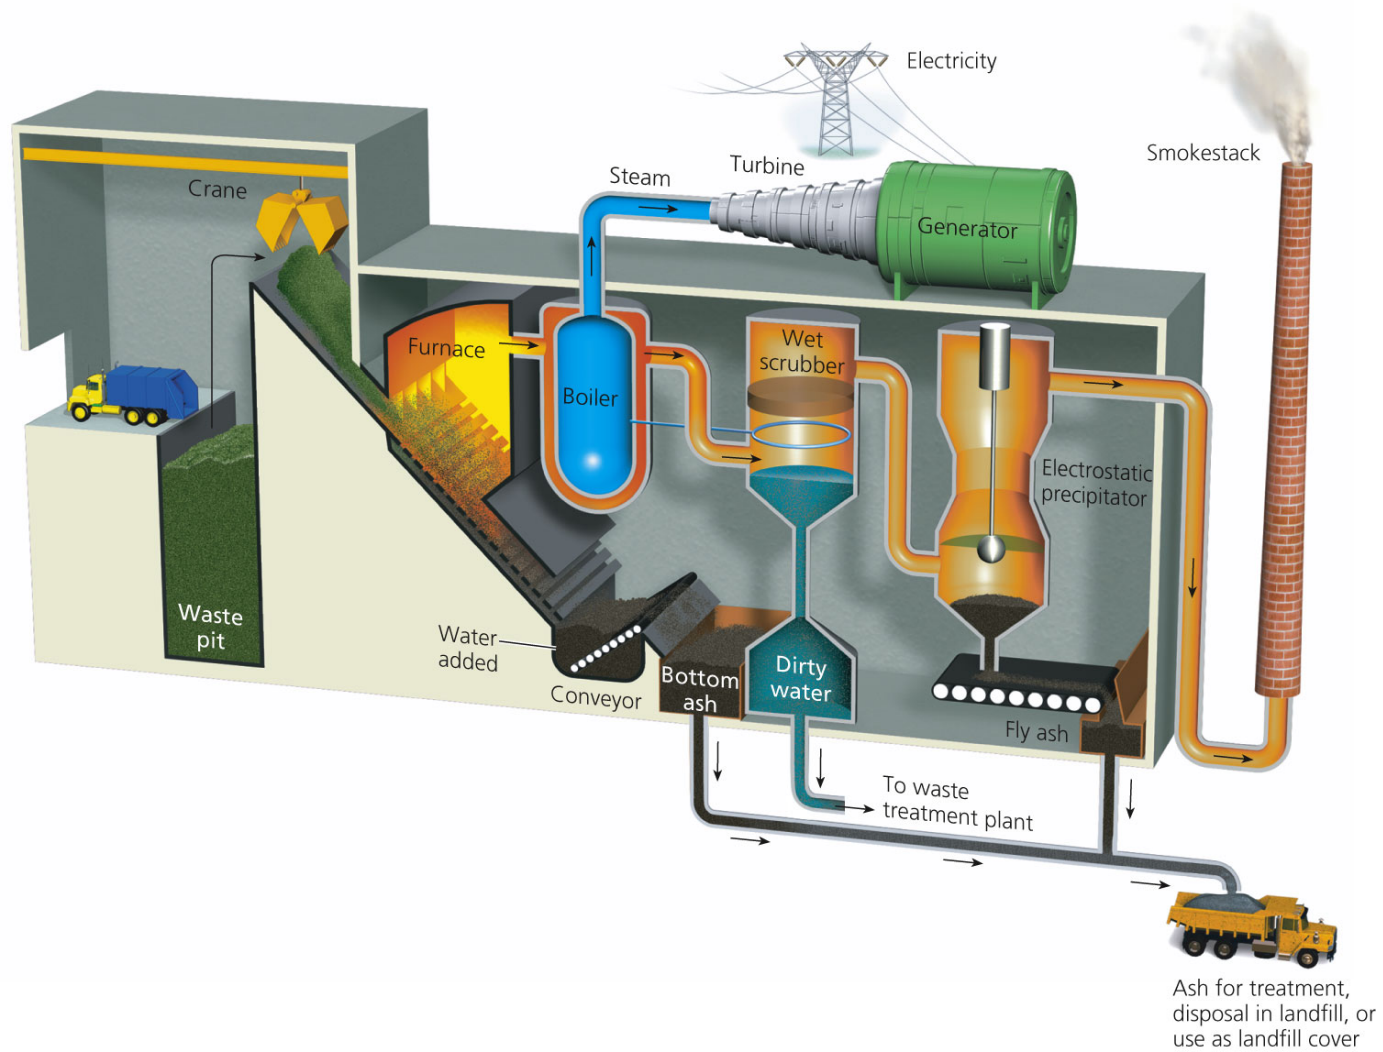 Electricity
Smokestack
Turbine
Steam
Crane
Generator
Wet
scrubber
Furnace
Boiler
Electrostatic
precipitator
Waste
pit
Water
added
Dirty
water
Bottom
ash
Conveyor
Fly ash
To waste
treatment plant
Ash for treatment,
disposal in landfill, or
use as landfill cover